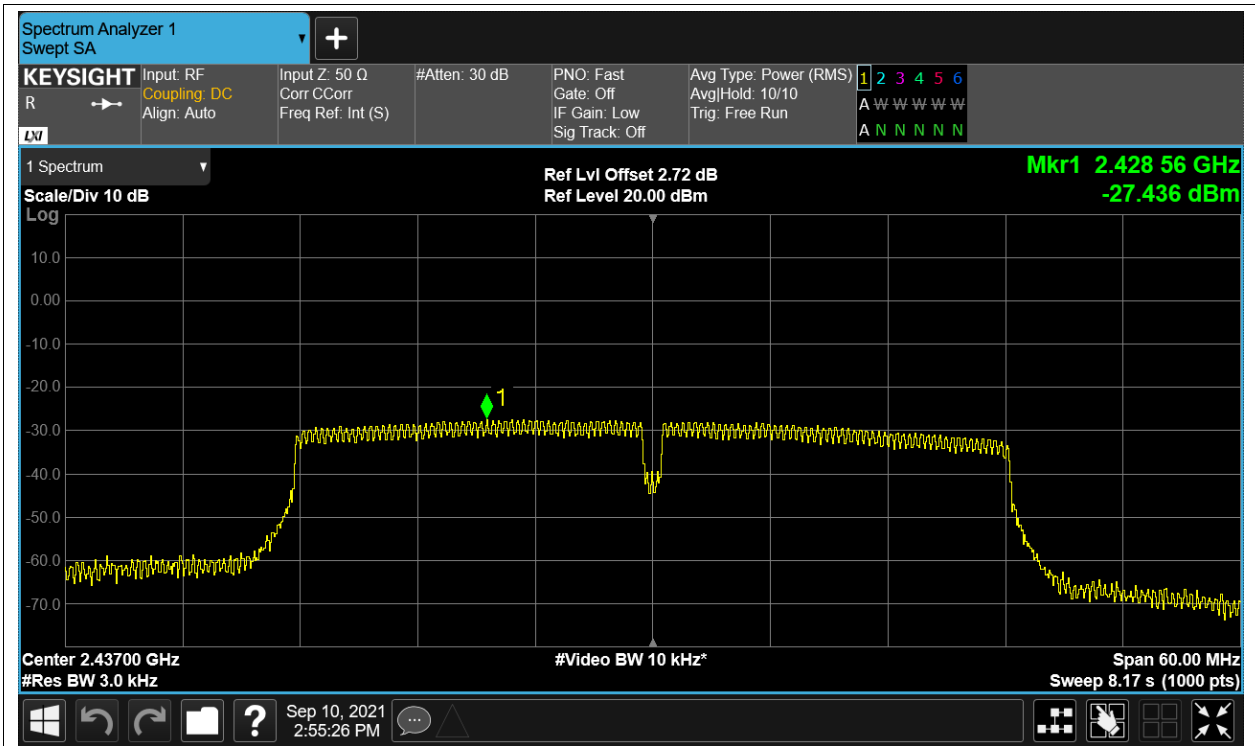 Spectrum Analyzer 1
Swept SA
KEYSIGHT
R
LXI
Input: RF
Coupling: DC
Align: Auto
Input Z: 50 Ω
Corr CCorr
Freq Ref: Int (S)
#Atten: 30 dB
PNO: Fast
Gate: Off
IF Gain: Low
Sig Track: Off
Avg Type: Power (RMS)
Avg|Hold: 10/10
Trig: Free Run
1 2 3 4 5 6
A W W W W W
A N N N N N
1 Spectrum
Scale/Div 10 dB
Log
Ref Lvl Offset 2.72 dB
Ref Level 20.00 dBm
Mkr1 2.428 56 GHz
-27.436 dBm
10.0
0.00
-10.0
-20.0
-30.0
-40.0
-50.0
-60.0
-70.0
1
Center 2.43700 GHz
#Res BW 3.0 kHz
#Video BW 10 kHz*
Span 60.00 MHz
Sweep 8.17 s (1000 pts)
?
Sep 10, 2021
2:55:26 PM